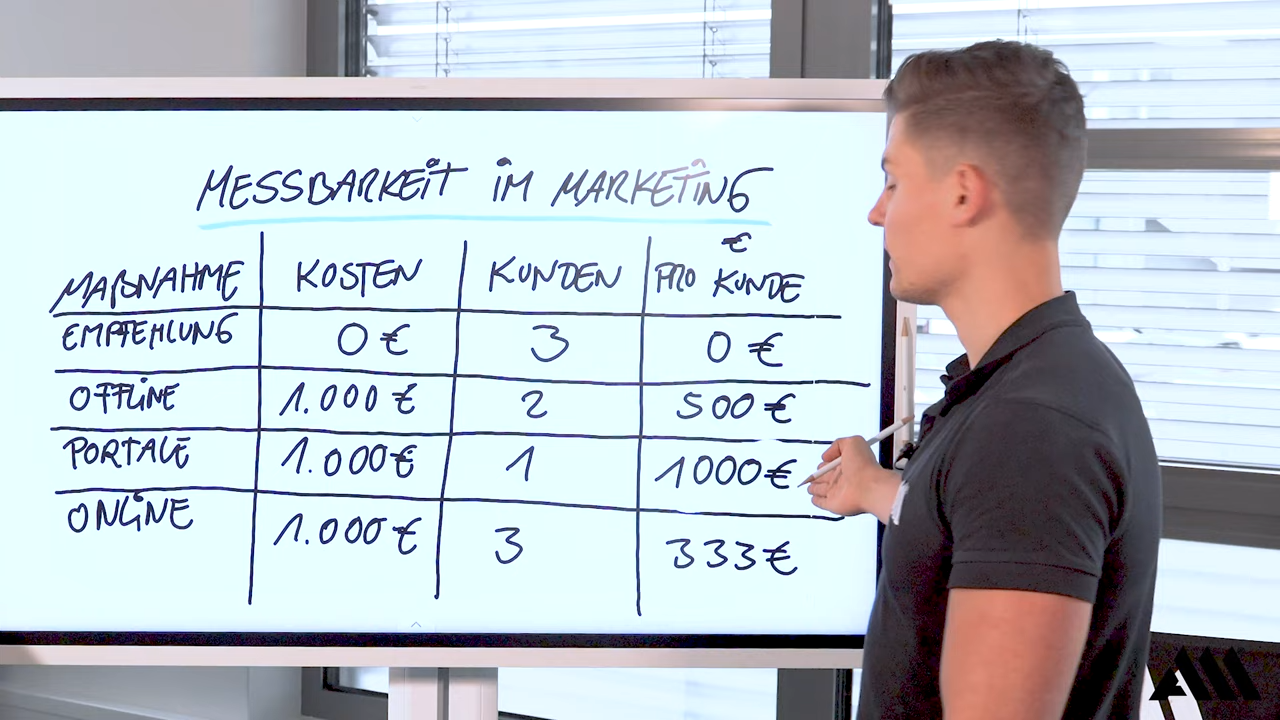 MESSBARKEIT IM MARKETING
MAßNAHME KOSTEN KUNDEN € PRO KUNDE
EMPFEHLUNG 0 € 3 0 €
OFFLINE 1.000 € 2 500 €
PORTALE 1.000 € 1 1000 €
ONLINE 1.000 € 3 333 €